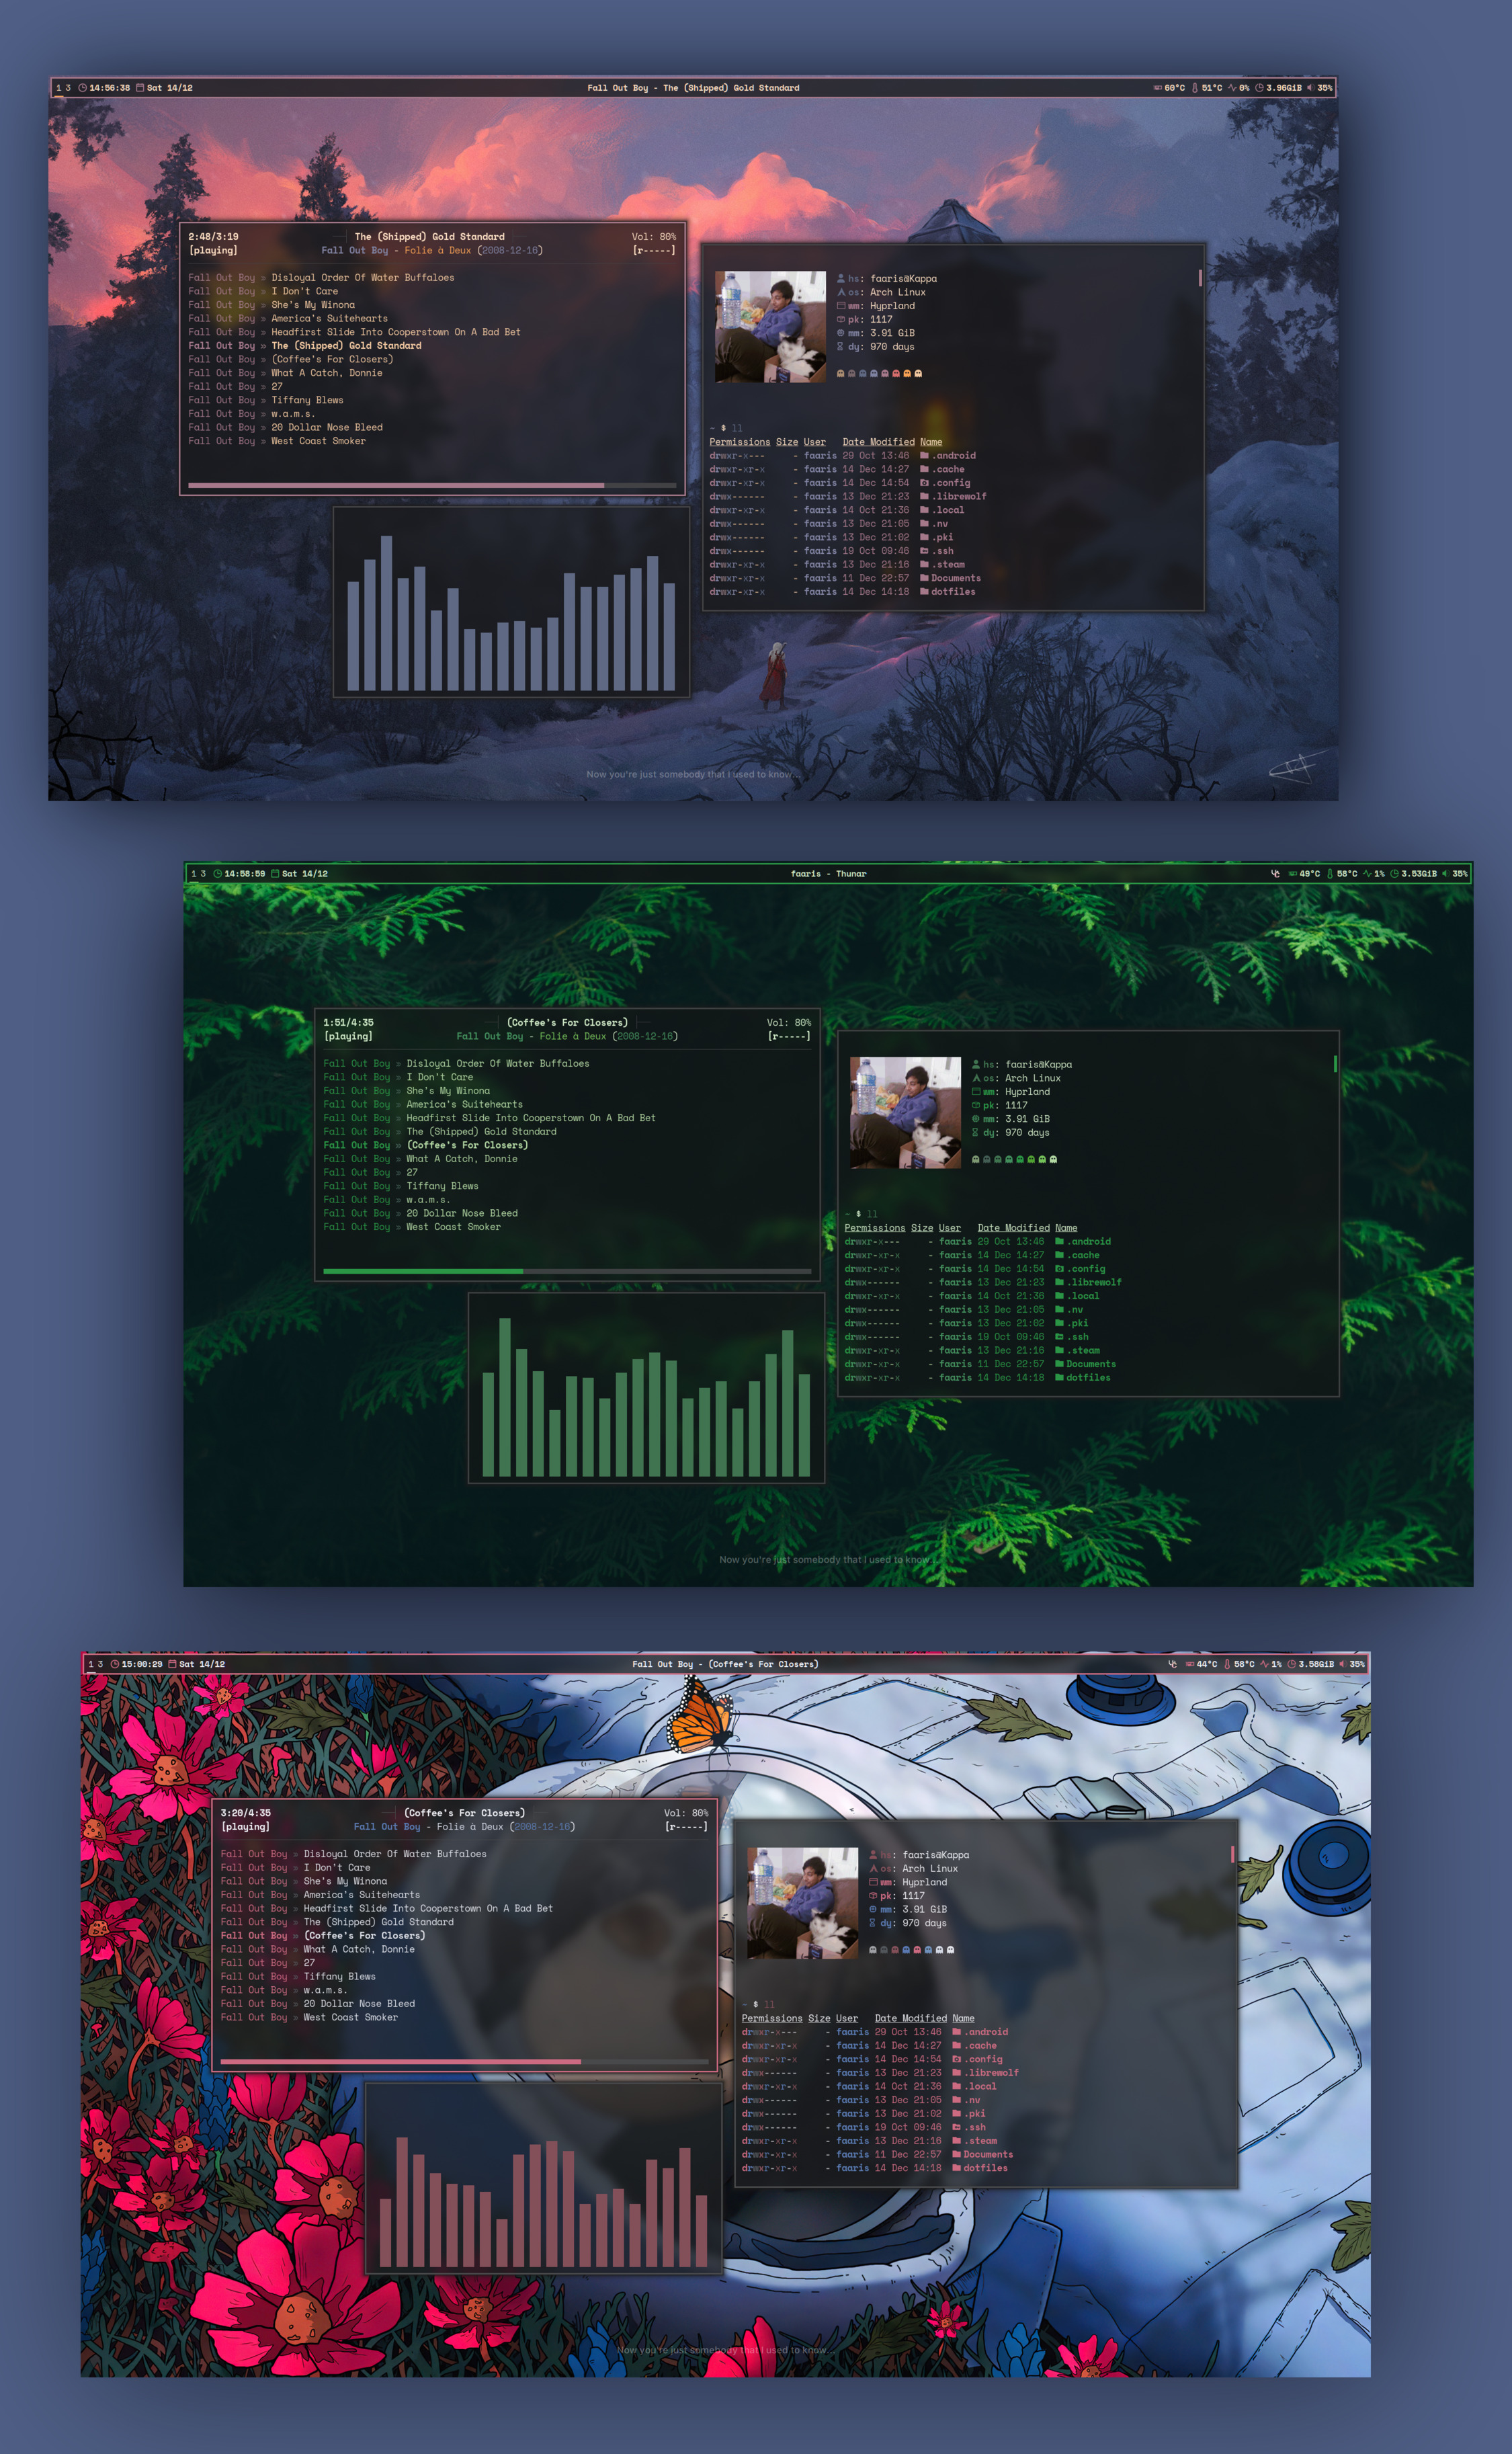 1 3 14:56:38 Sat 14/12 Fall Out Boy - The (Shipped) Gold Standard 60°C 51°C 0% 3.96GiB 35%
2:48/3:19 The (Shipped) Gold Standard Vol: 80%
[playing] Fall Out Boy - Folie à Deux (2008-12-16) [r-----]
Fall Out Boy » Disloyal Order Of Water Buffaloes
Fall Out Boy » I Don't Care
Fall Out Boy » She's My Winona
Fall Out Boy » America's Suitehearts
Fall Out Boy » Headfirst Slide Into Cooperstown On A Bad Bet
Fall Out Boy » The (Shipped) Gold Standard
Fall Out Boy » (Coffee's For Closers)
Fall Out Boy » What A Catch, Donnie
Fall Out Boy » 27
Fall Out Boy » Tiffany Blews
Fall Out Boy » w.a.m.s.
Fall Out Boy » 20 Dollar Nose Bleed
Fall Out Boy » West Coast Smoker
hs: faaris@Kappa
os: Arch Linux
wm: Hyprland
pk: 1117
mm: 3.91 GiB
dy: 970 days
~ $ ll
Permissions Size User Date Modified Name
drwxr-x--- - faaris 29 Oct 13:46 .android
drwxr-xr-x - faaris 14 Dec 14:27 .cache
drwxr-xr-x - faaris 14 Dec 14:54 .config
drwx------ - faaris 13 Dec 21:23 .librewolf
drwxr-xr-x - faaris 14 Oct 21:36 .local
drwx------ - faaris 13 Dec 21:05 .nv
drwx------ - faaris 13 Dec 21:02 .pki
drwx------ - faaris 19 Oct 09:46 .ssh
drwxr-xr-x - faaris 13 Dec 21:16 .steam
drwxr-xr-x - faaris 11 Dec 22:57 Documents
drwxr-xr-x - faaris 14 Dec 14:18 dotfiles
Now you're just somebody that I used to know...
1 3 14:58:59 Sat 14/12 faaris - Thunar 49°C 58°C 1% 3.53GiB 35%
1:51/4:35 (Coffee's For Closers) Vol: 80%
[playing] Fall Out Boy - Folie à Deux (2008-12-16) [r-----]
Fall Out Boy » Disloyal Order Of Water Buffaloes
Fall Out Boy » I Don't Care
Fall Out Boy » She's My Winona
Fall Out Boy » America's Suitehearts
Fall Out Boy » Headfirst Slide Into Cooperstown On A Bad Bet
Fall Out Boy » The (Shipped) Gold Standard
Fall Out Boy » (Coffee's For Closers)
Fall Out Boy » What A Catch, Donnie
Fall Out Boy » 27
Fall Out Boy » Tiffany Blews
Fall Out Boy » w.a.m.s.
Fall Out Boy » 20 Dollar Nose Bleed
Fall Out Boy » West Coast Smoker
hs: faaris@Kappa
os: Arch Linux
wm: Hyprland
pk: 1117
mm: 3.91 GiB
dy: 970 days
~ $ ll
Permissions Size User Date Modified Name
drwxr-x--- - faaris 29 Oct 13:46 .android
drwxr-xr-x - faaris 14 Dec 14:27 .cache
drwxr-xr-x - faaris 14 Dec 14:54 .config
drwx------ - faaris 13 Dec 21:23 .librewolf
drwxr-xr-x - faaris 14 Oct 21:36 .local
drwx------ - faaris 13 Dec 21:05 .nv
drwx------ - faaris 13 Dec 21:02 .pki
drwx------ - faaris 19 Oct 09:46 .ssh
drwxr-xr-x - faaris 13 Dec 21:16 .steam
drwxr-xr-x - faaris 11 Dec 22:57 Documents
drwxr-xr-x - faaris 14 Dec 14:18 dotfiles
Now you're just somebody that I used to know...
1 3 15:00:29 Sat 14/12 Fall Out Boy - (Coffee's For Closers) 44°C 58°C 1% 3.58GiB 35%
3:20/4:35 (Coffee's For Closers) Vol: 80%
[playing] Fall Out Boy - Folie à Deux (2008-12-16) [r-----]
Fall Out Boy » Disloyal Order Of Water Buffaloes
Fall Out Boy » I Don't Care
Fall Out Boy » She's My Winona
Fall Out Boy » America's Suitehearts
Fall Out Boy » Headfirst Slide Into Cooperstown On A Bad Bet
Fall Out Boy » The (Shipped) Gold Standard
Fall Out Boy » (Coffee's For Closers)
Fall Out Boy » What A Catch, Donnie
Fall Out Boy » 27
Fall Out Boy » Tiffany Blews
Fall Out Boy » w.a.m.s.
Fall Out Boy » 20 Dollar Nose Bleed
Fall Out Boy » West Coast Smoker
hs: faaris@Kappa
os: Arch Linux
wm: Hyprland
pk: 1117
mm: 3.91 GiB
dy: 970 days
~ $ ll
Permissions Size User Date Modified Name
drwxr-x--- - faaris 29 Oct 13:46 .android
drwxr-xr-x - faaris 14 Dec 14:27 .cache
drwxr-xr-x - faaris 14 Dec 14:54 .config
drwx------ - faaris 13 Dec 21:23 .librewolf
drwxr-xr-x - faaris 14 Oct 21:36 .local
drwx------ - faaris 13 Dec 21:05 .nv
drwx------ - faaris 13 Dec 21:02 .pki
drwx------ - faaris 19 Oct 09:46 .ssh
drwxr-xr-x - faaris 13 Dec 21:16 .steam
drwxr-xr-x - faaris 11 Dec 22:57 Documents
drwxr-xr-x - faaris 14 Dec 14:18 dotfiles
Now you're just somebody that I used to know...